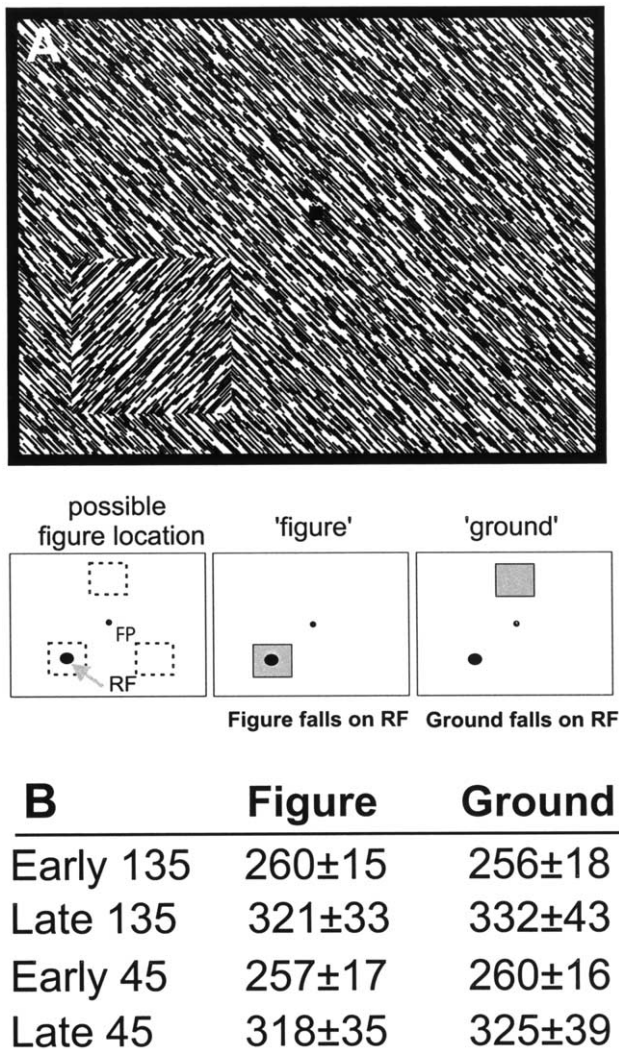 A
possible
figure location
'figure'
'ground'
FP
RF
Figure falls on RF
Ground falls on RF
B Figure Ground
Early 135 260±15 256±18
Late 135 321±33 332±43
Early 45 257±17 260±16
Late 45 318±35 325±39